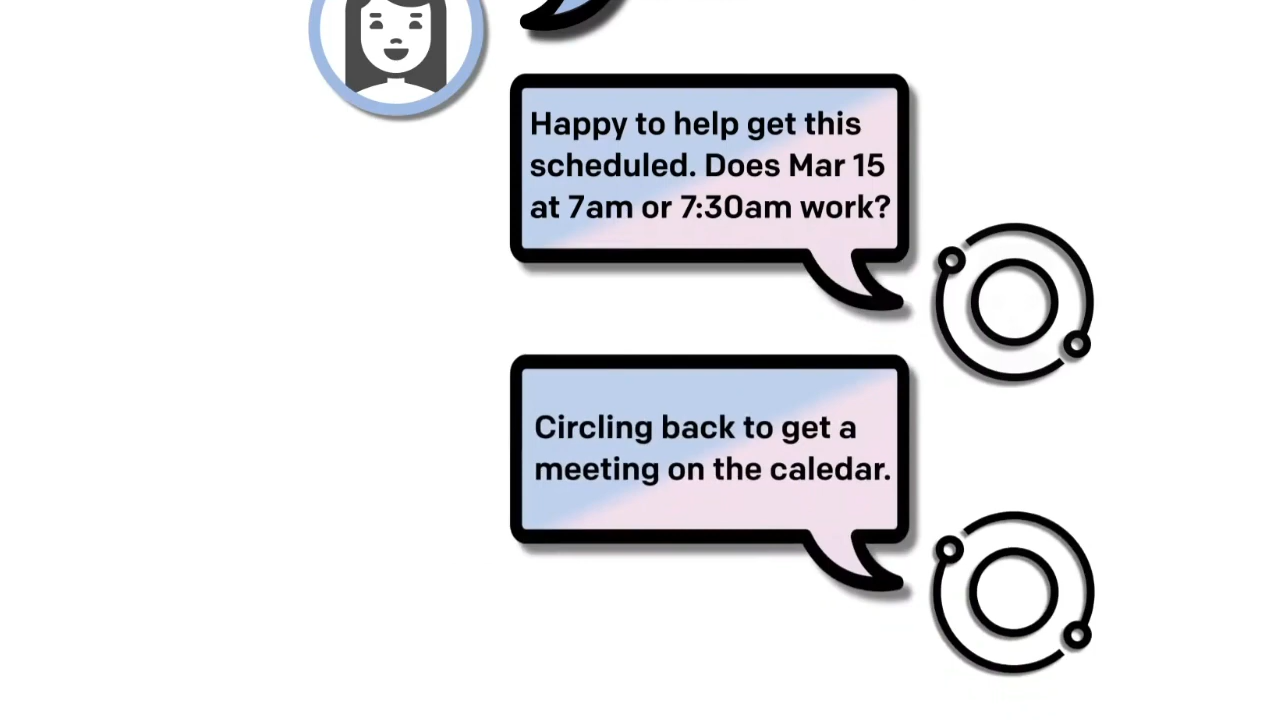 Happy to help get this
scheduled. Does Mar 15
at 7am or 7:30am work?
Circling back to get a
meeting on the caledar.